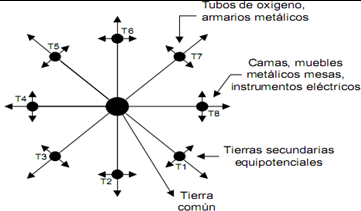 Tubos de oxígeno,
armarios metálicos
T6
T5
T7
Camas, muebles
metálicos mesas,
instrumentos eléctricos
T4
T8
T3
T1
Tierras secundarias
equipotenciales
T2
Tierra
común